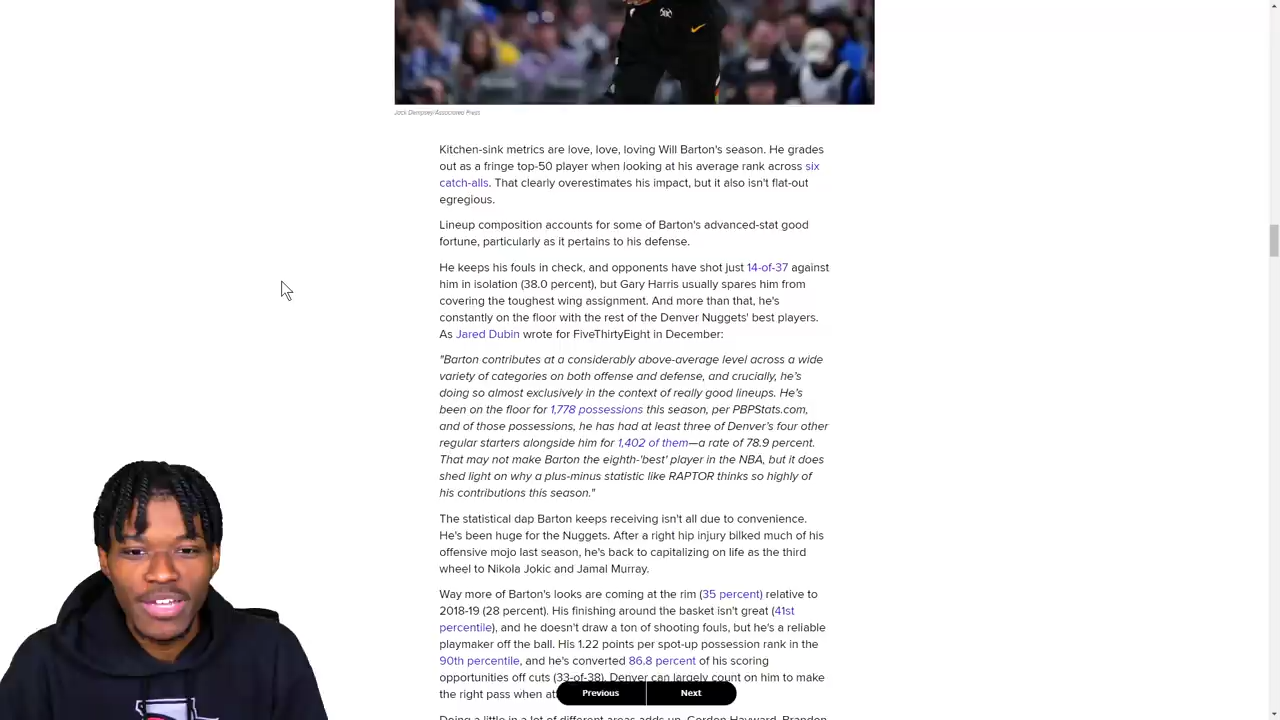 Jack Dempsey/Associated Press
Kitchen-sink metrics are love, love, loving Will Barton's season. He grades
out as a fringe top-50 player when looking at his average rank across six
catch-alls. That clearly overestimates his impact, but it also isn't flat-out
egregious.
Lineup composition accounts for some of Barton's advanced-stat good
fortune, particularly as it pertains to his defense.
He keeps his fouls in check, and opponents have shot just 14-of-37 against
him in isolation (38.0 percent), but Gary Harris usually spares him from
covering the toughest wing assignment. And more than that, he's
constantly on the floor with the rest of the Denver Nuggets' best players.
As Jared Dubin wrote for FiveThirtyEight in December:
"Barton contributes at a considerably above-average level across a wide
variety of categories on both offense and defense, and crucially, he's
doing so almost exclusively in the context of really good lineups. He's
been on the floor for 1,778 possessions this season, per PBPStats.com,
and of those possessions, he has had at least three of Denver's four other
regular starters alongside him for 1,402 of them—a rate of 78.9 percent.
That may not make Barton the eighth-'best' player in the NBA, but it does
shed light on why a plus-minus statistic like RAPTOR thinks so highly of
his contributions this season."
The statistical dap Barton keeps receiving isn't all due to convenience.
He's been huge for the Nuggets. After a right hip injury bilked much of his
offensive mojo last season, he's back to capitalizing on life as the third
wheel to Nikola Jokic and Jamal Murray.
Way more of Barton's looks are coming at the rim (35 percent) relative to
2018-19 (28 percent). His finishing around the basket isn't great (41st
percentile), and he doesn't draw a ton of shooting fouls, but he's a reliable
playmaker off the ball. His 1.22 points per spot-up possession rank in the
90th percentile, and he's converted 86.8 percent of his scoring
opportunities off cuts (33-of-38). Denver can largely count on him to make
the right pass when
Previous Next
Doing a little in a lot of different areas adds up. Gordon Hayward, Brandon